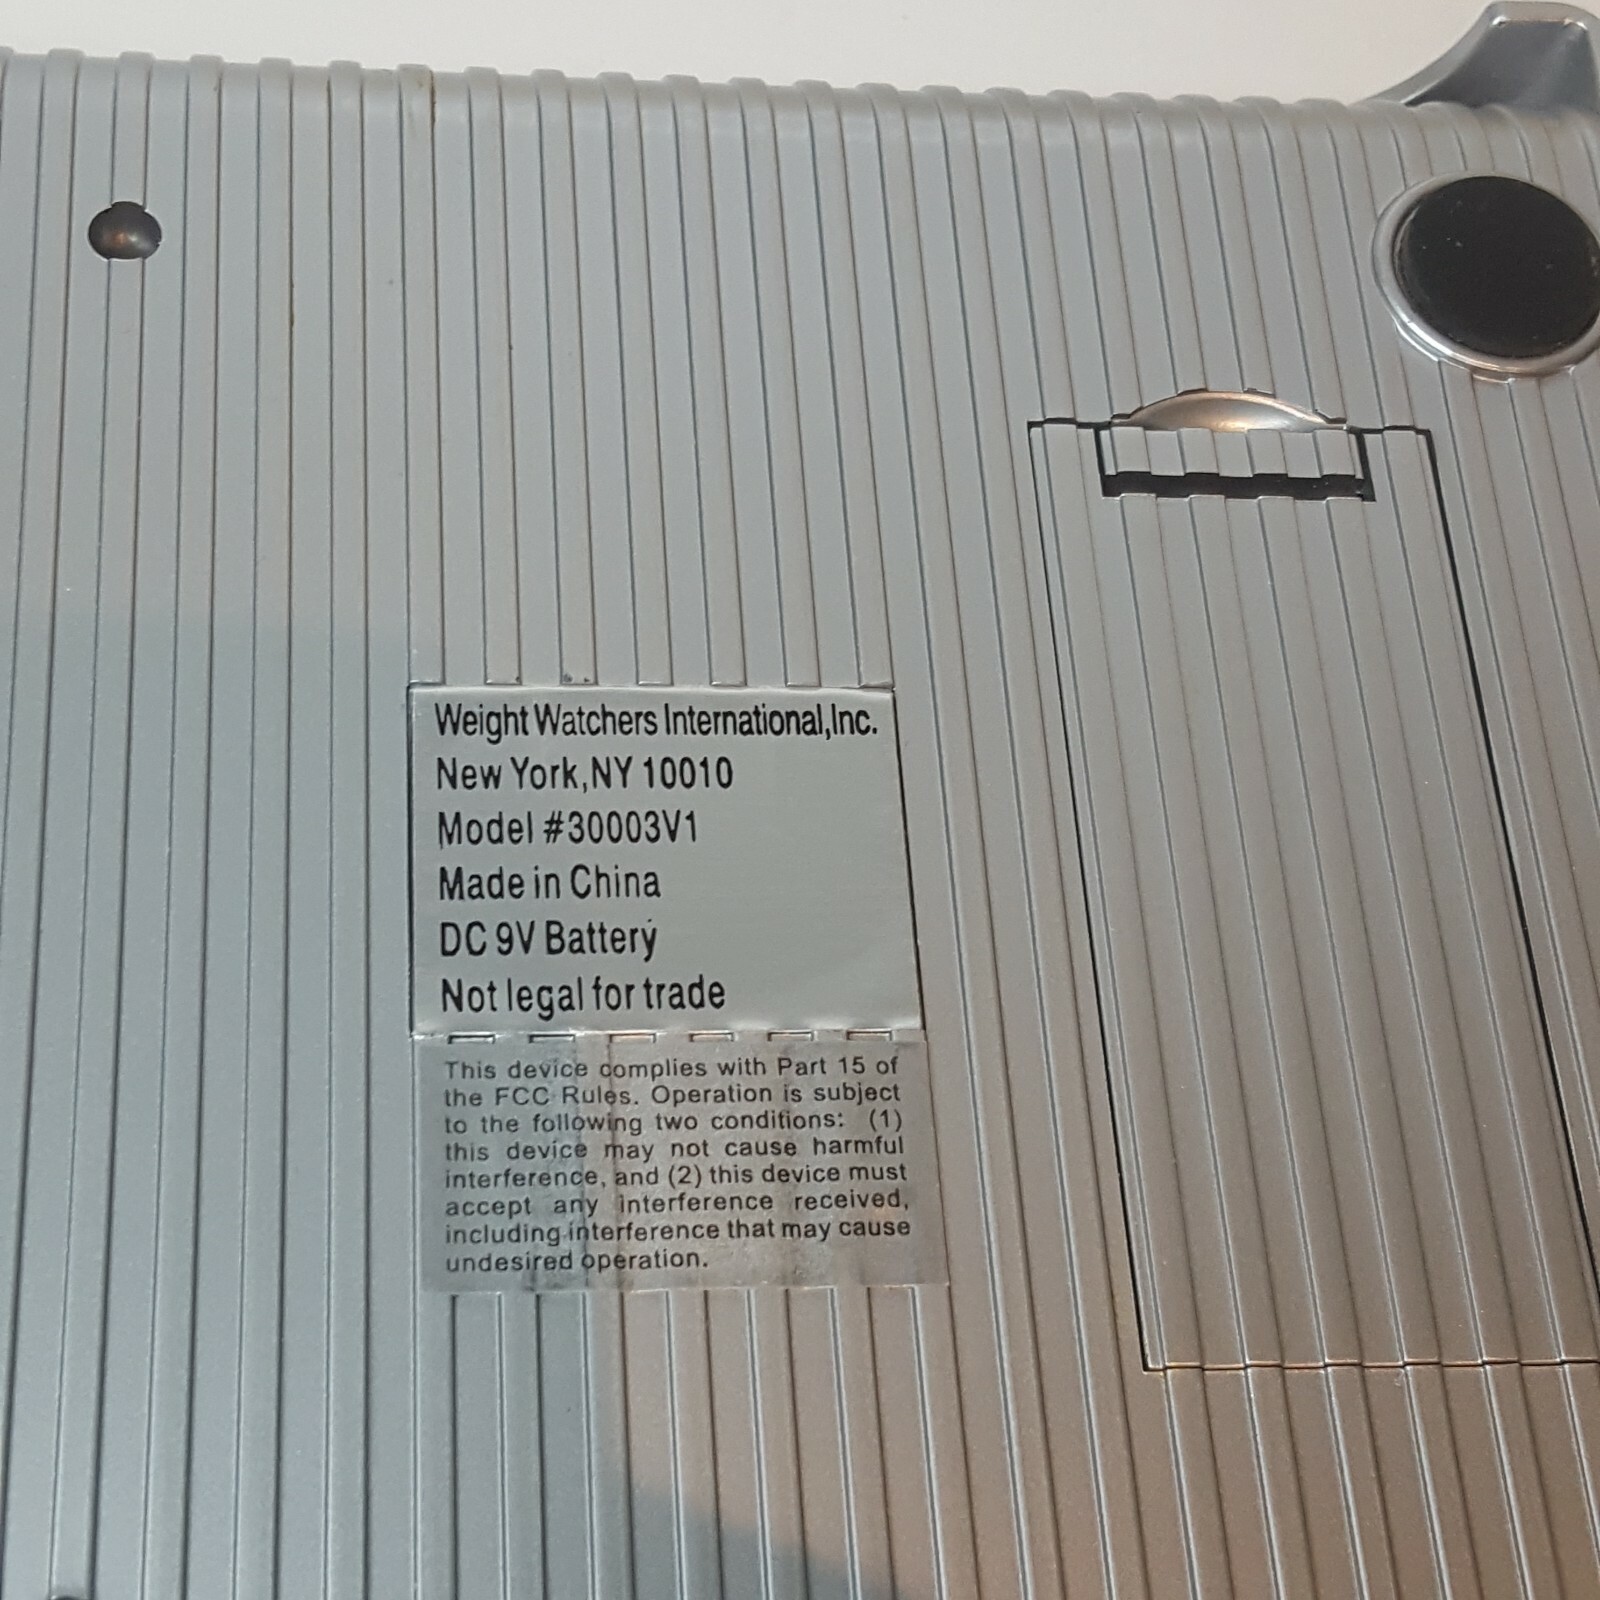 Weight Watchers International,Inc.
New York,NY 10010
Model #30003V1
Made in China
DC 9V Battery
Not legal for trade
This device complies with Part 15 of
the FCC Rules. Operation is subject
to the following two conditions: (1)
this device may not cause harmful
interference, and (2) this device must
accept any interference received,
including interference that may cause
undesired operation.